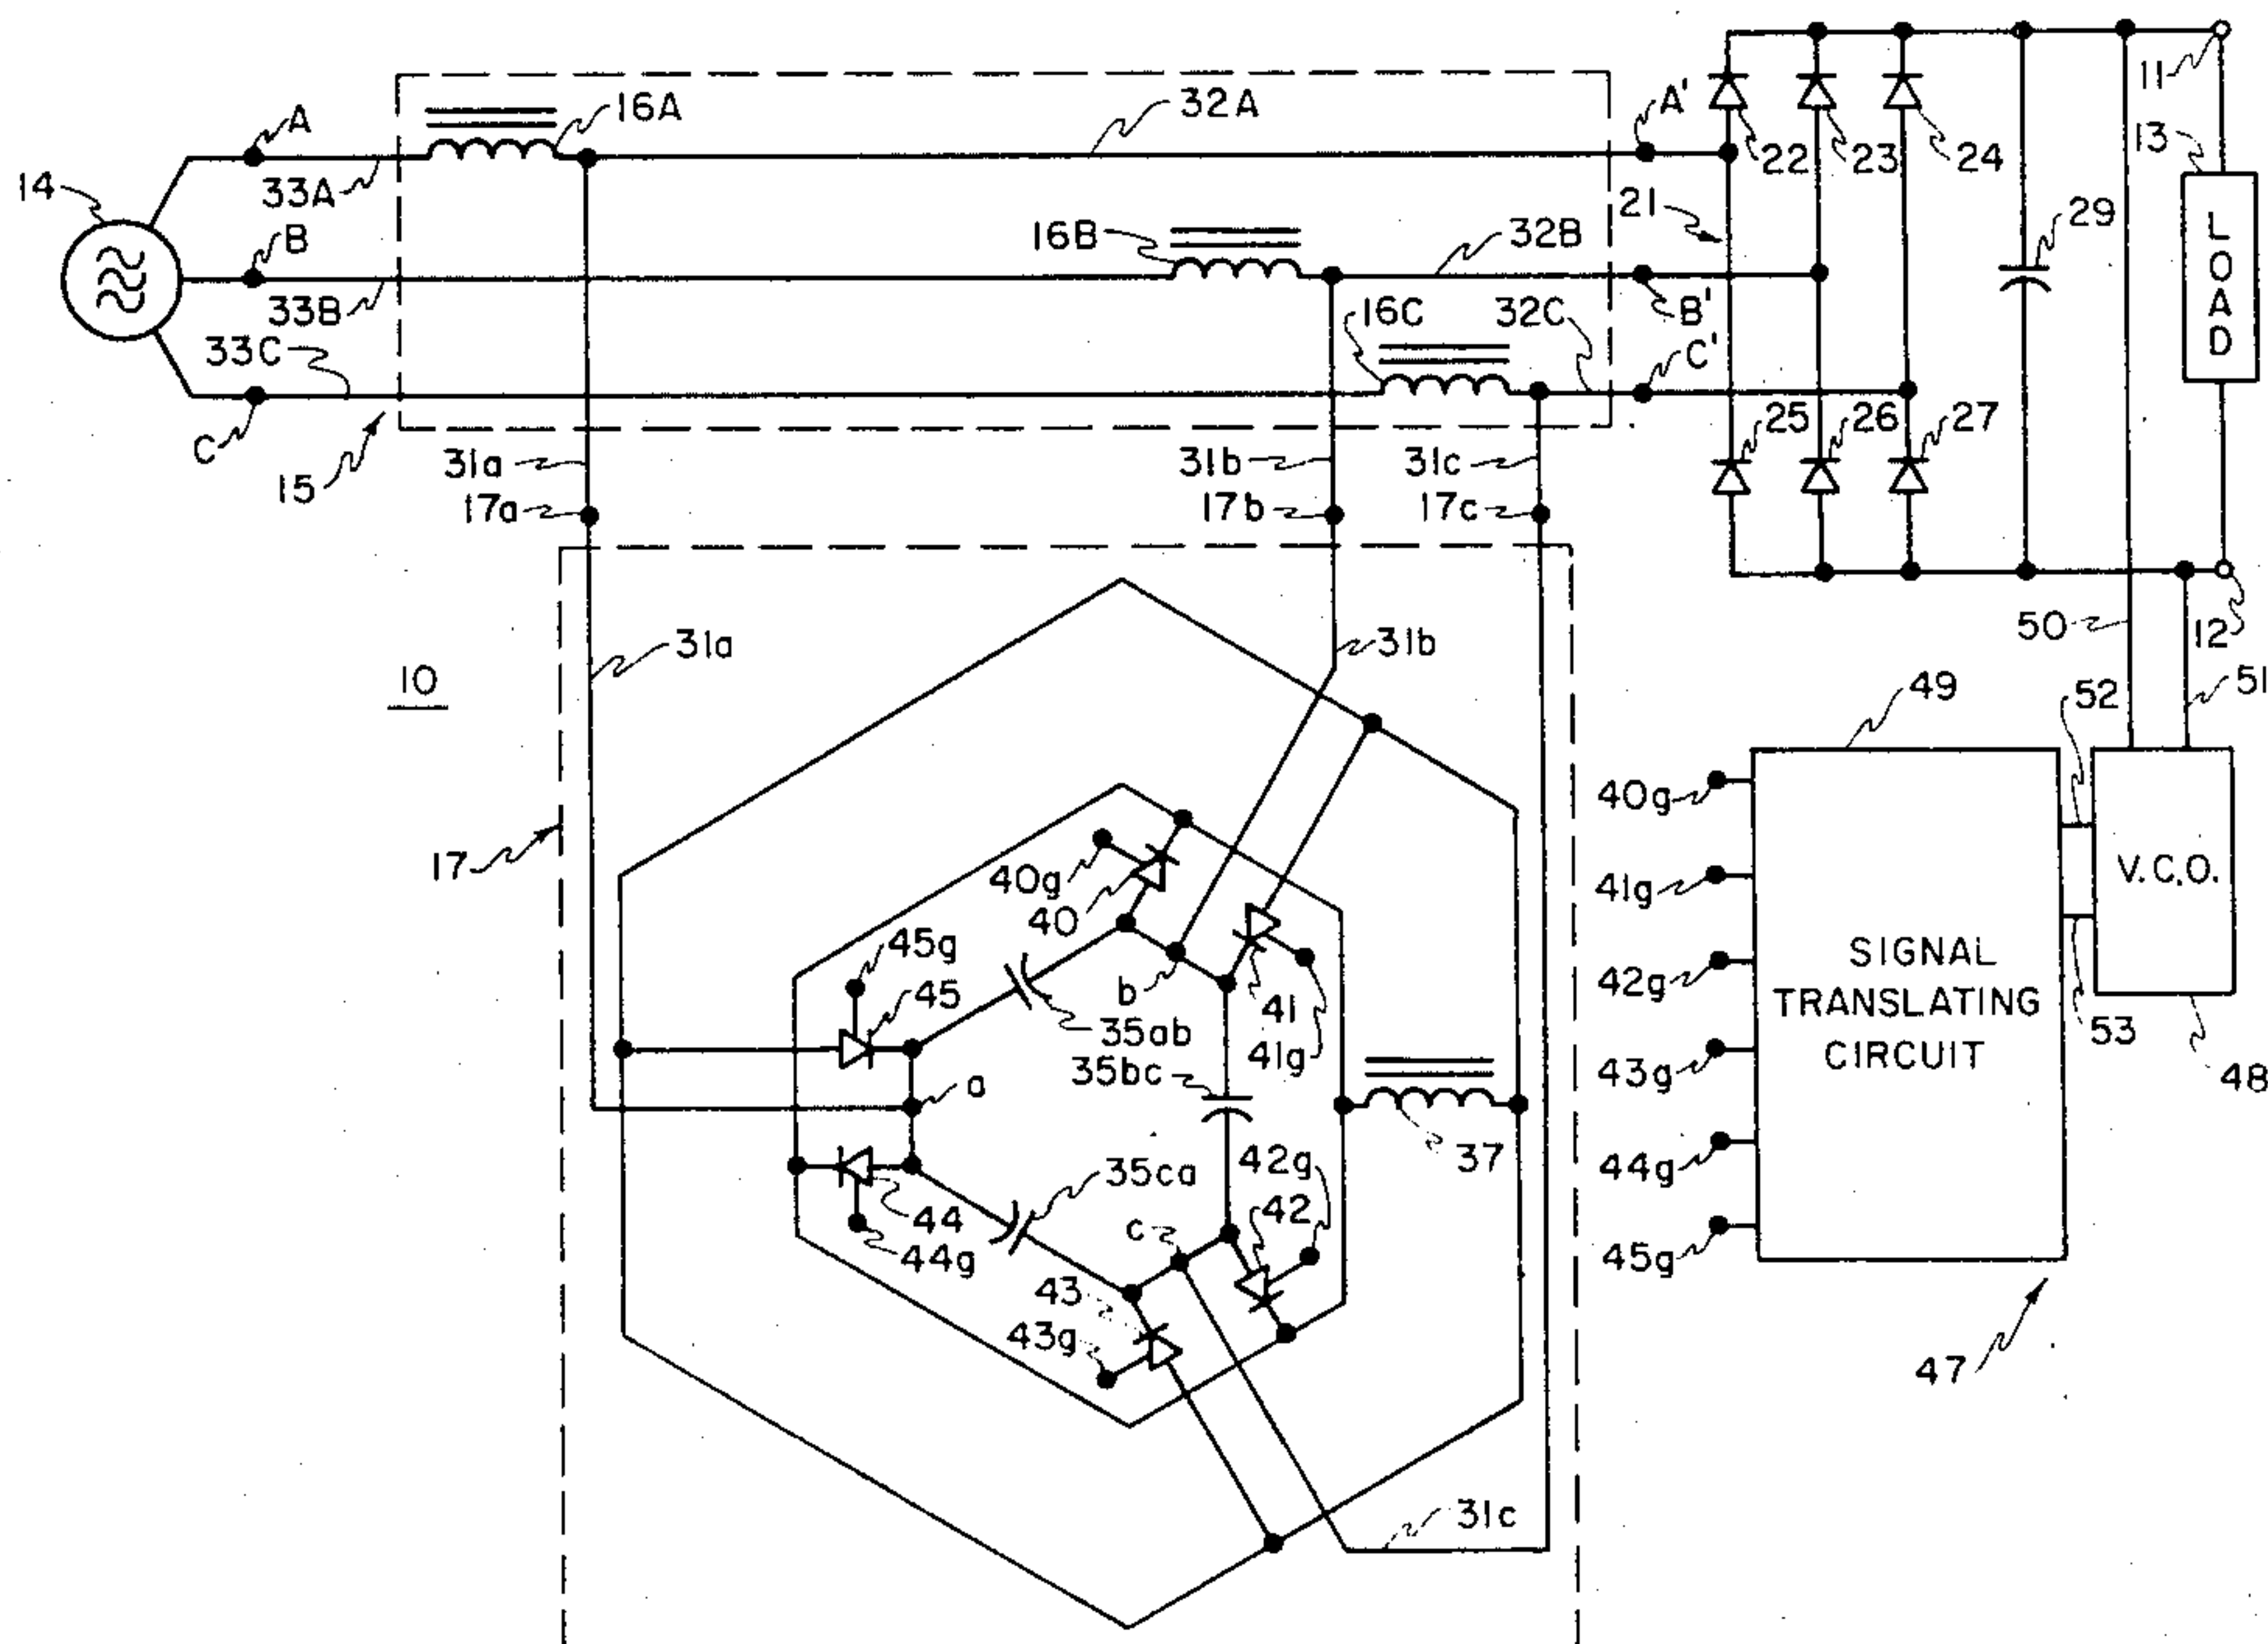 A
16A
32A
A'
11
13
22
23
24
14
33A
B
16B
32B
21
29
LOAD
33B
B'
33C
16C
32C
C'
C
15
31a
31b
31c
25
26
27
17a
17b
17c
50
12
10
31a
31b
49
52
51
17
40g
40
40g
41g
V.C.O.
45g
45
b
35ab
41
41g
42g
SIGNAL
TRANSLATING
CIRCUIT
53
48
a
35bc
37
43g
44
44g
35ca
c
42g
42
44g
45g
43
43g
47
31c